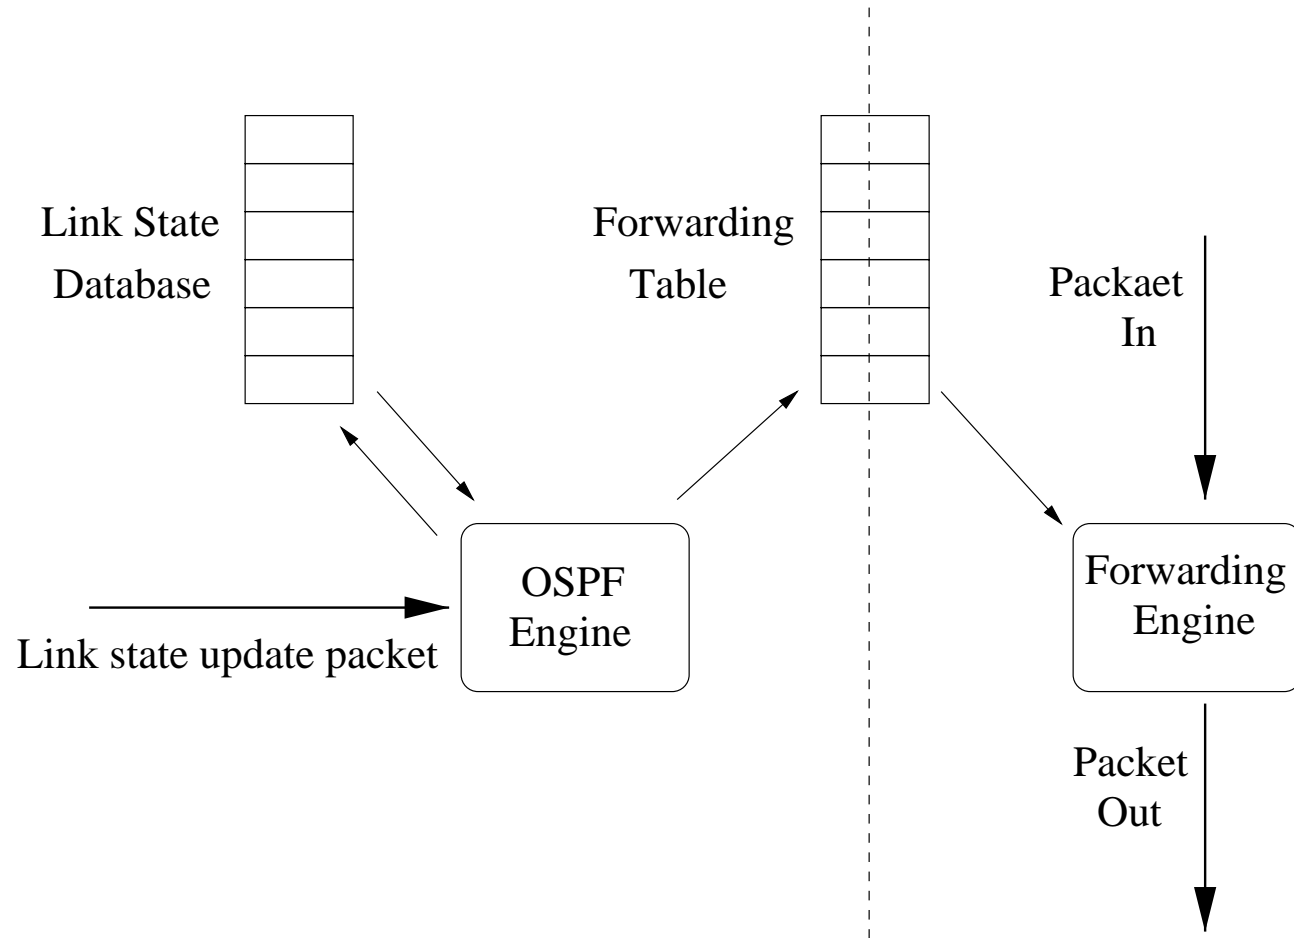 Link State
Database
Forwarding
Table
Packaet
In
OSPF
Engine
Forwarding
Engine
Link state update packet
Packet
Out